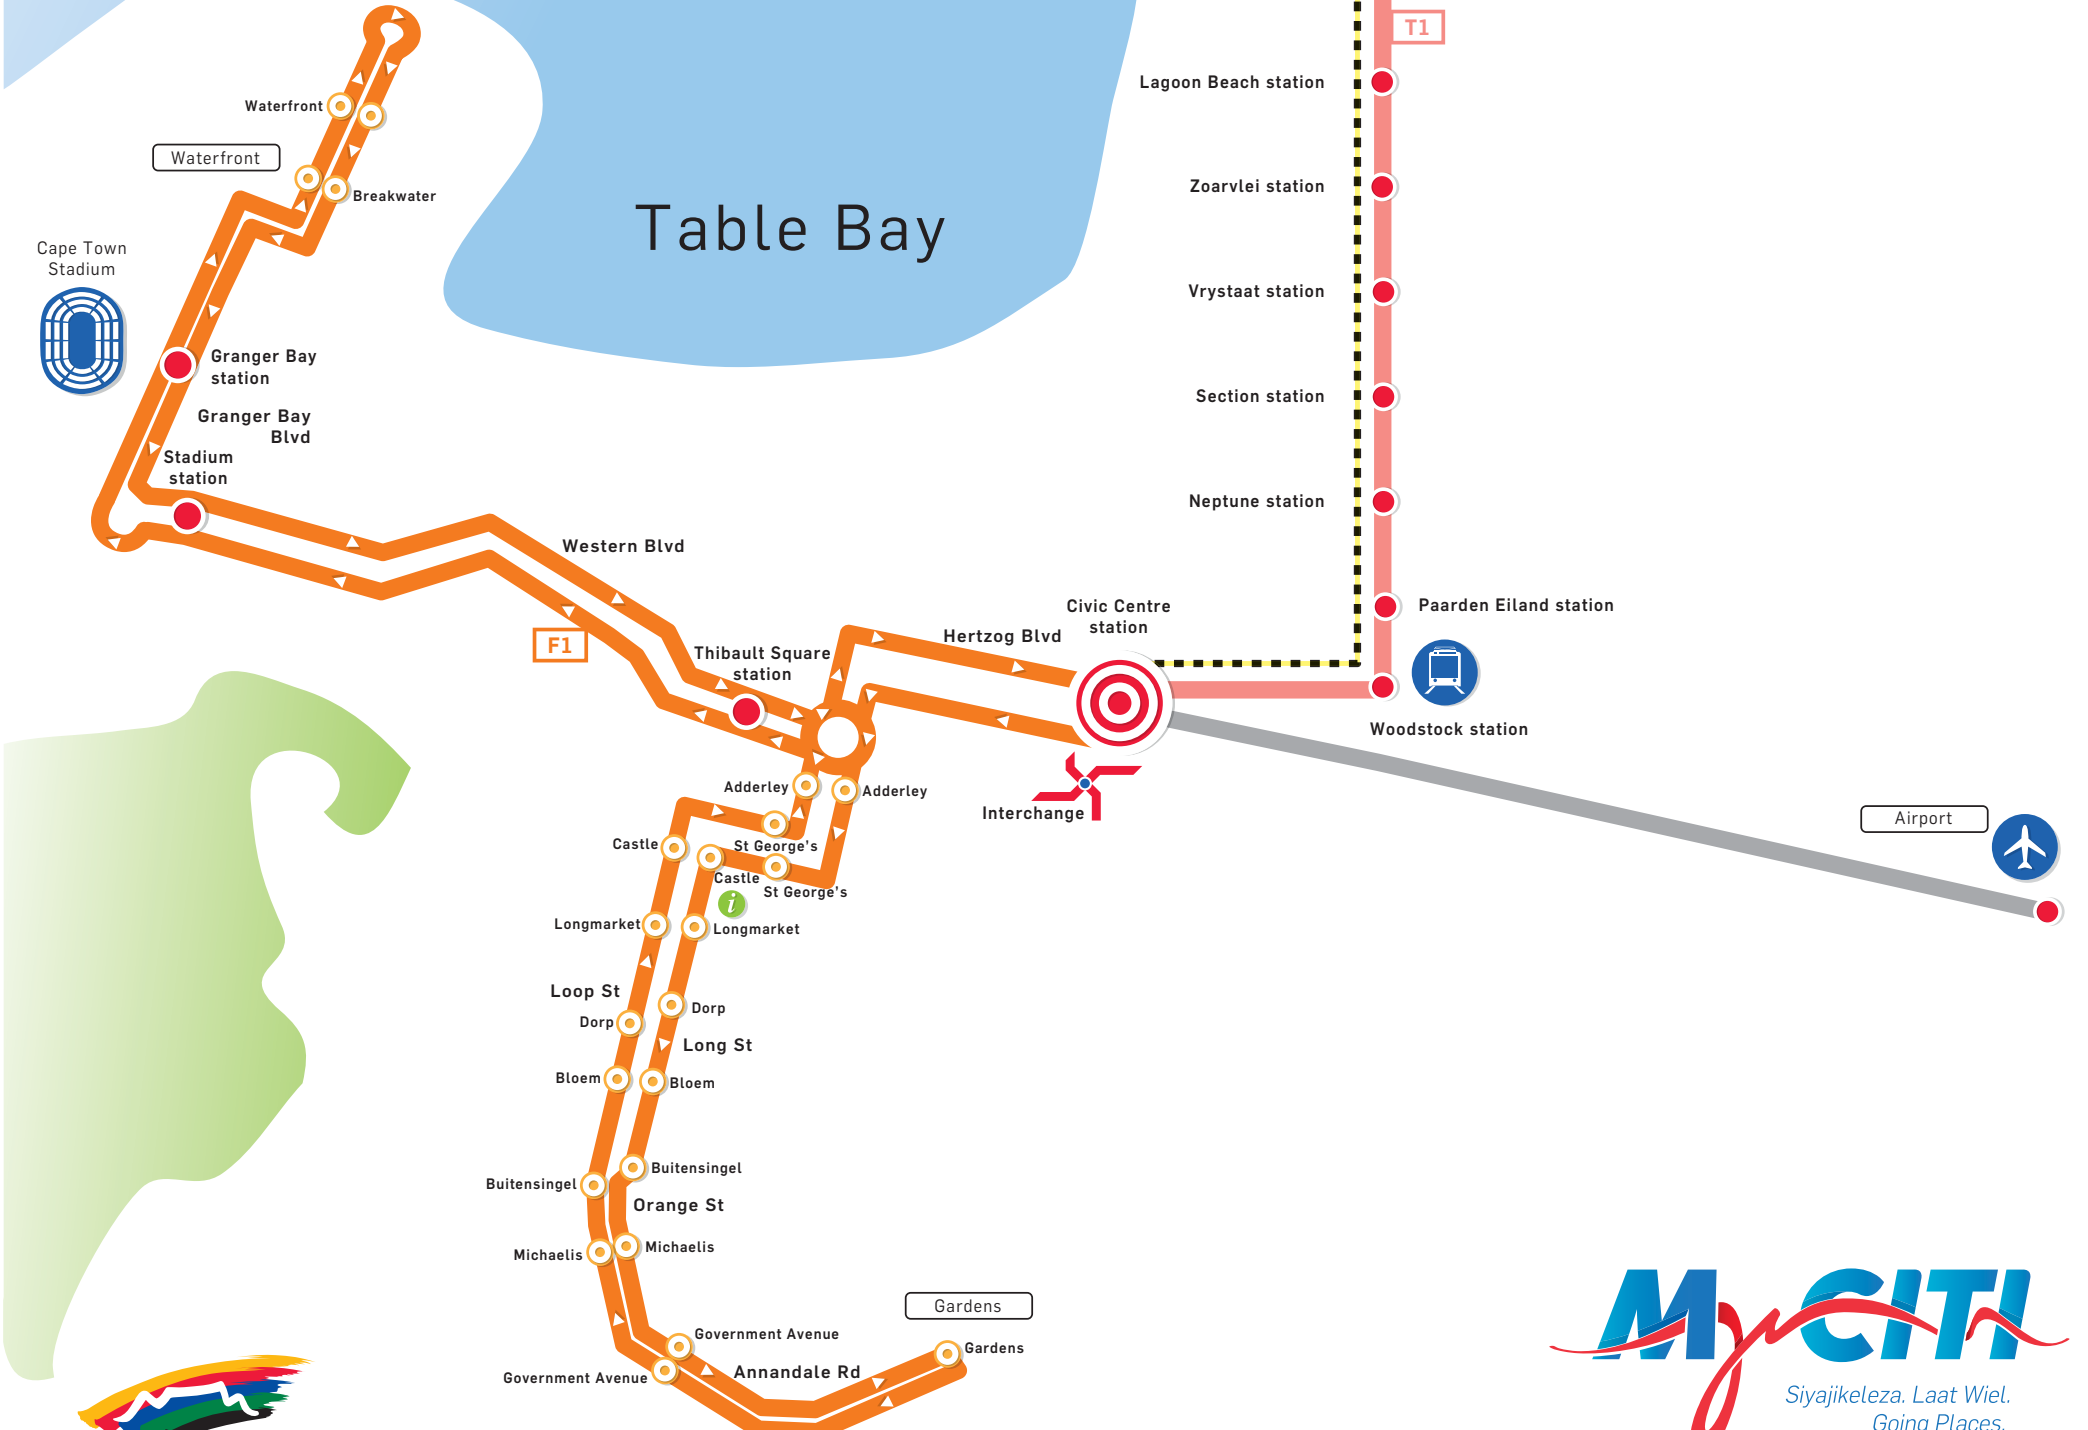 T1
Lagoon Beach station
Waterfront
Waterfront
Breakwater
Zoarvlei station
Table Bay
Cape Town
Stadium
Vrystaat station
Granger Bay
station
Section station
Granger Bay
Blvd
Stadium
station
Neptune station
Western Blvd
F1
Civic Centre
station
Paarden Eiland station
Hertzog Blvd
Thibault Square
station
Woodstock station
Adderley
Adderley
Interchange
Airport
Castle
St George's
Castle
St George's
i
Longmarket
Longmarket
Loop St
Dorp
Dorp
Long St
Bloem
Bloem
Buitensingel
Buitensingel
Orange St
Michaelis
Michaelis
Gardens
Government Avenue
Gardens
Annandale Rd
Government Avenue
MyCITI
Siyajikeleza. Laat Wiel.
Going Places.